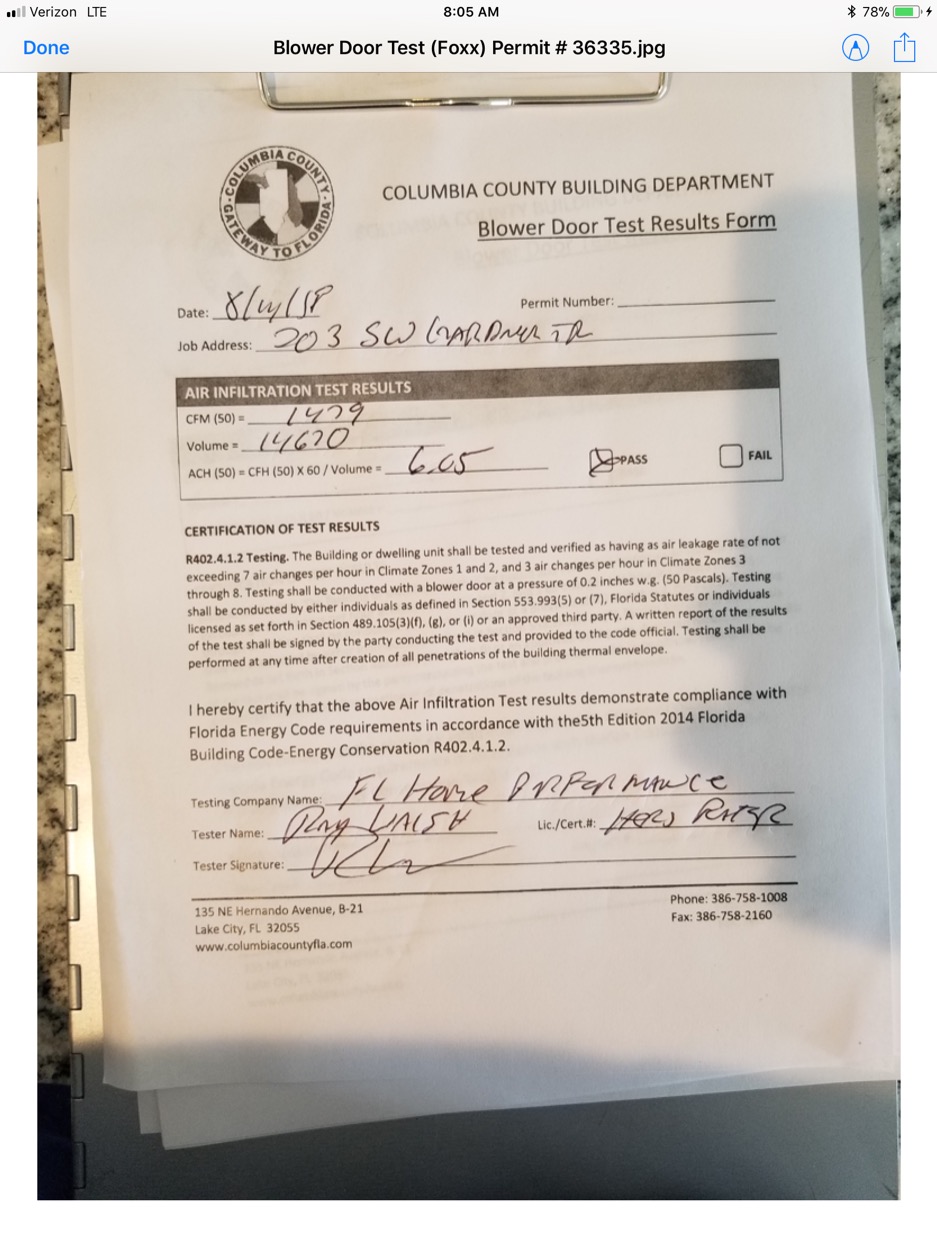 Verizon LTE 8:05 AM 78%
Done Blower Door Test (Foxx) Permit # 36335.jpg
COLUMBIA COUNTY
GATEWAY TO FLORIDA
COLUMBIA COUNTY BUILDING DEPARTMENT
Blower Door Test Results Form
Date: Permit Number:
Job Address: 203 SW GARDNER TR
AIR INFILTRATION TEST RESULTS
CFM (50) = 1479
Volume = 14670
ACH (50) = CFH (50) X 60 / Volume = 6.05 PASS FAIL
CERTIFICATION OF TEST RESULTS
R402.4.1.2 Testing. The Building or dwelling unit shall be tested and verified as having as air leakage rate of not
exceeding 7 air changes per hour in Climate Zones 1 and 2, and 3 air changes per hour in Climate Zones 3
through 8. Testing shall be conducted with a blower door at a pressure of 0.2 inches w.g. (50 Pascals). Testing
shall be conducted by either individuals as defined in Section 553.993(5) or (7), Florida Statutes or individuals
licensed as set forth in Section 489.105(3)(f), (g), or (i) or an approved third party. A written report of the results
of the test shall be signed by the party conducting the test and provided to the code official. Testing shall be
performed at any time after creation of all penetrations of the building thermal envelope.
I hereby certify that the above Air Infiltration Test results demonstrate compliance with
Florida Energy Code requirements in accordance with the5th Edition 2014 Florida
Building Code-Energy Conservation R402.4.1.2.
Testing Company Name: FL Home PERFORMANCE
Tester Name: WALSH Lic./Cert.#: HERS RATER
Tester Signature:
135 NE Hernando Avenue, B-21 Phone: 386-758-1008
Lake City, FL 32055 Fax: 386-758-2160
www.columbiacountyfla.com